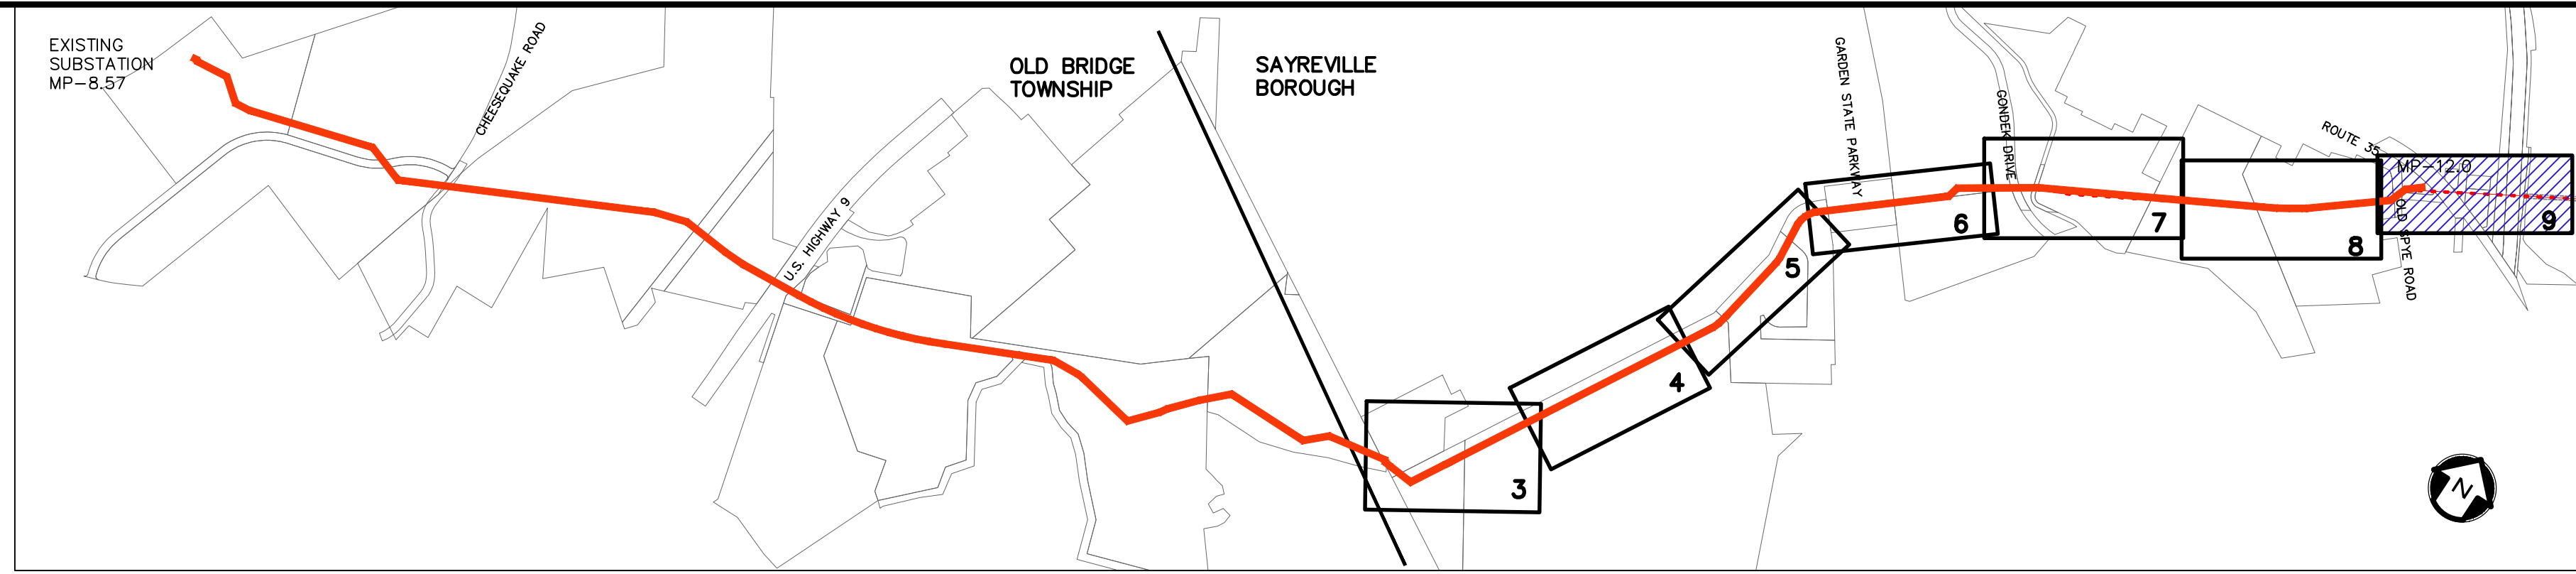 EXISTING
SUBSTATION
MP-8.57
CHEESEQUAKE ROAD
U.S. HIGHWAY 9
OLD BRIDGE
TOWNSHIP
SAYREVILLE
BOROUGH
GARDEN STATE PARKWAY
GONDEK DRIVE
ROUTE 35
MP-12.0
OLD SPYE ROAD
3
4
5
6
7
8
9
N